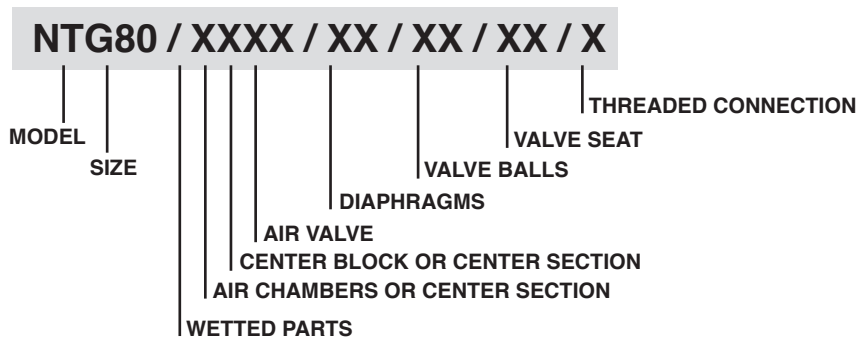 NTG80 / XXXX / XX / XX / XX / X
THREADED CONNECTION
MODEL
VALVE SEAT
SIZE
VALVE BALLS
DIAPHRAGMS
AIR VALVE
CENTER BLOCK OR CENTER SECTION
AIR CHAMBERS OR CENTER SECTION
WETTED PARTS